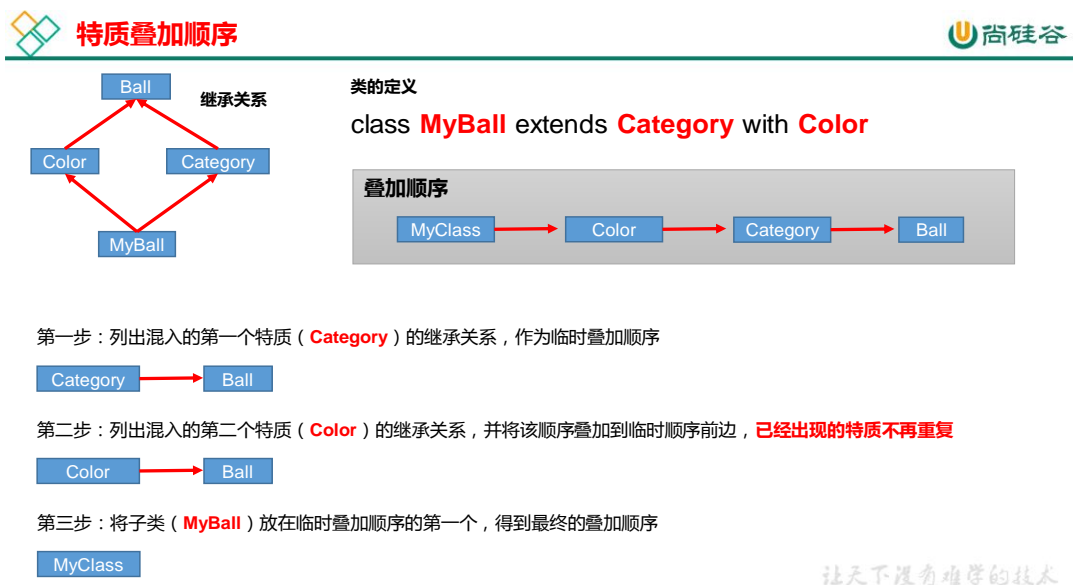 特质叠加顺序
尚硅谷
Ball
继承关系
Color
Category
MyBall
类的定义
class MyBall extends Category with Color
叠加顺序
MyClass
Color
Category
Ball
第一步：列出混入的第一个特质（Category）的继承关系，作为临时叠加顺序
Category
Ball
第二步：列出混入的第二个特质（Color）的继承关系，并将该顺序叠加到临时顺序前边，已经出现的特质不再重复
Color
Ball
第三步：将子类（MyBall）放在临时叠加顺序的第一个，得到最终的叠加顺序
MyClass
让天下没有难学的技术